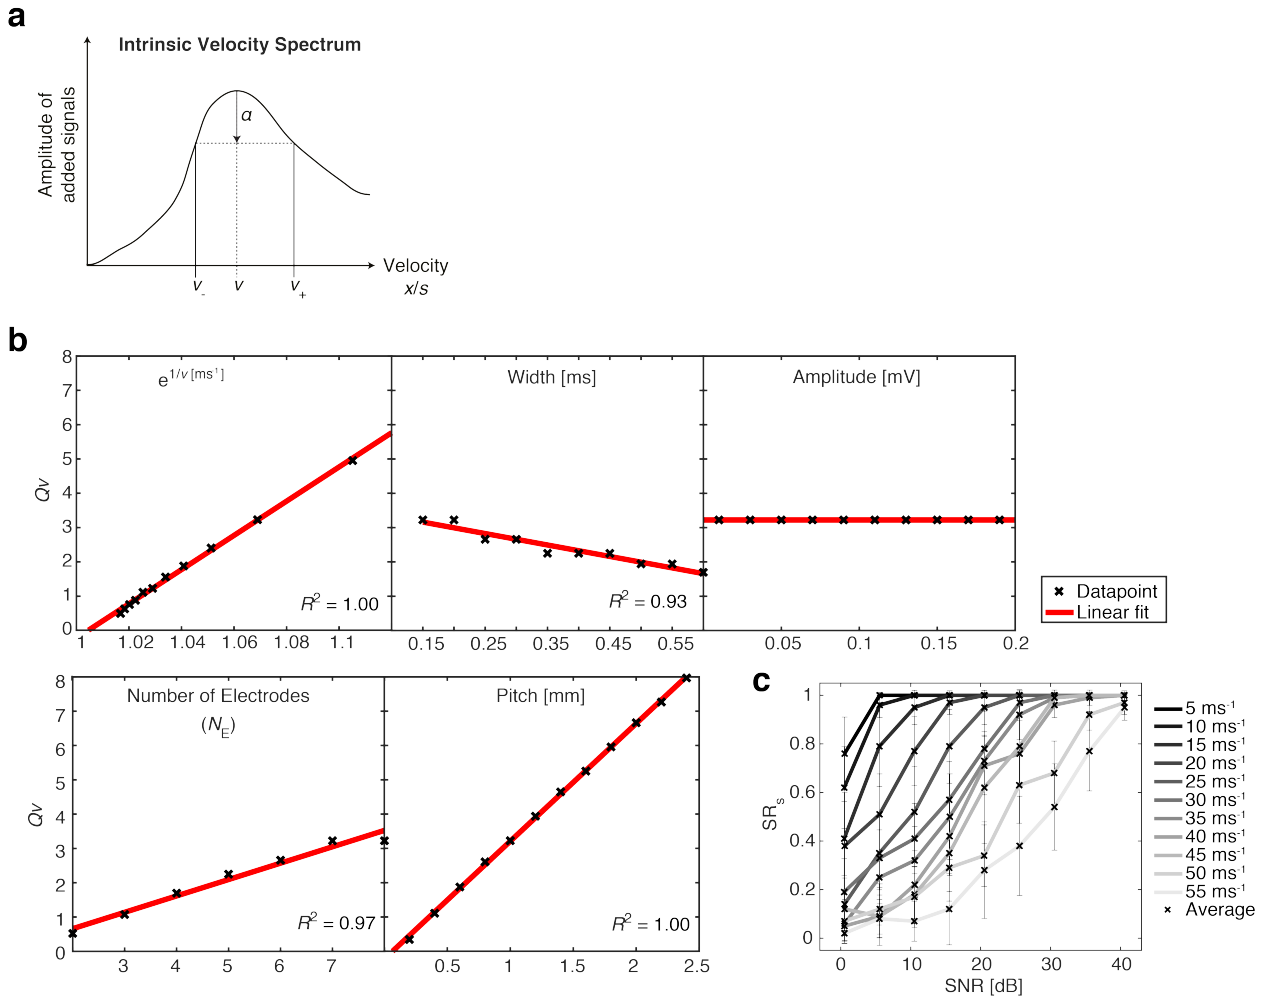 a
Intrinsic Velocity Spectrum
Amplitude of
added signals
α
Velocity
x/s
v-
v
v+
b
8
7
6
5
4
3
2
1
0
Qv
e1/v [ms-1]
R2 = 1.00
1 1.02 1.04 1.06 1.08 1.1
Width [ms]
R2 = 0.93
0.15 0.25 0.35 0.45 0.55
Amplitude [mV]
0.05 0.1 0.15 0.2
Datapoint
Linear fit
8
7
6
5
4
3
2
1
0
Qv
Number of Electrodes
(NE)
R2 = 0.97
3 4 5 6 7
Pitch [mm]
R2 = 1.00
0.5 1 1.5 2 2.5
c
1
0.8
0.6
0.4
0.2
0
SRs
0 10 20 30 40
SNR [dB]
5 ms-1
10 ms-1
15 ms-1
20 ms-1
25 ms-1
30 ms-1
35 ms-1
40 ms-1
45 ms-1
50 ms-1
55 ms-1
Average